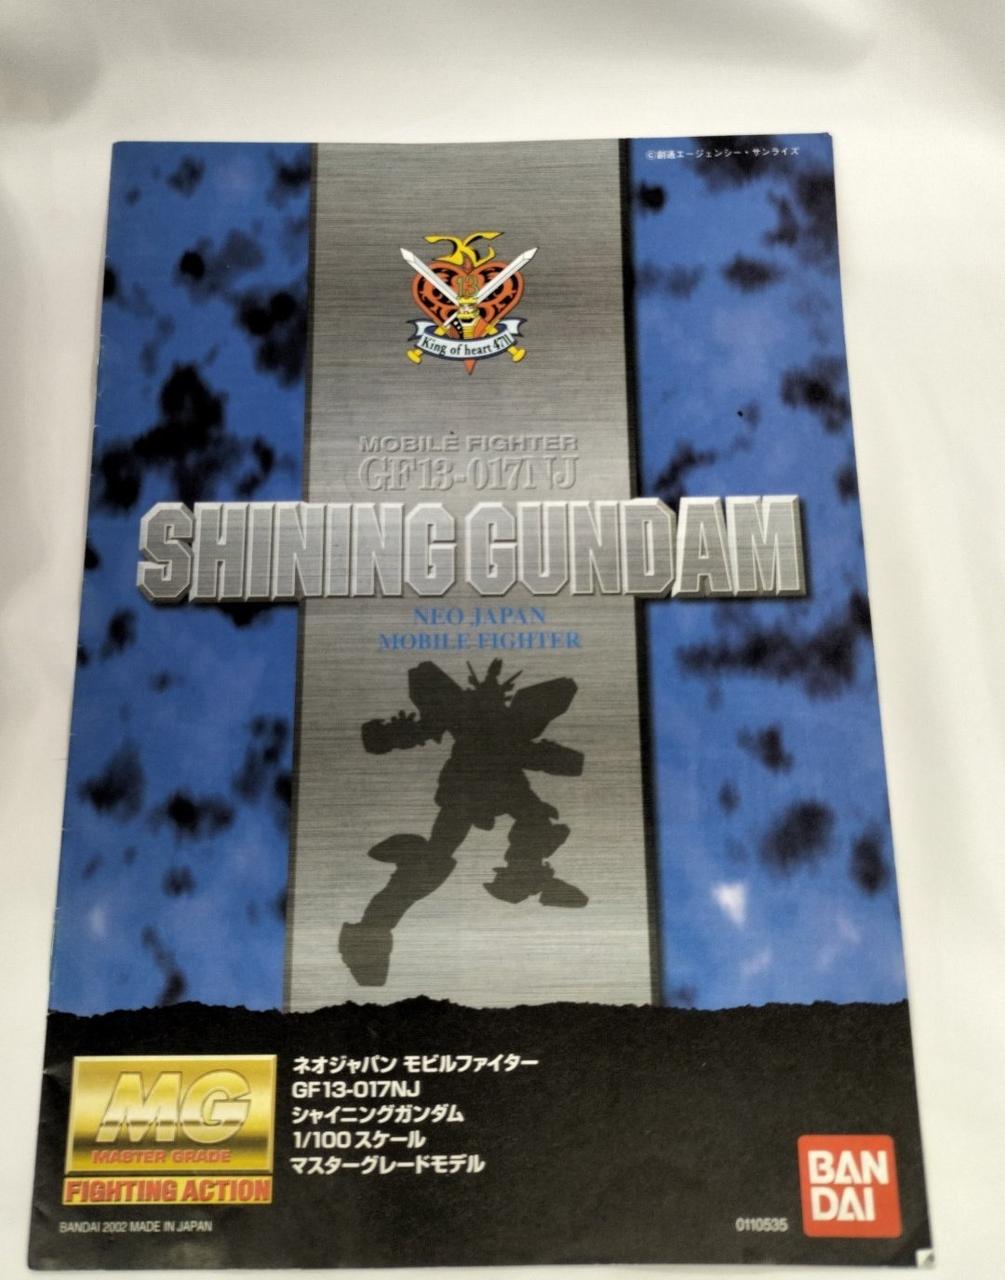 ©創通エージェンシー・サンライズ
13
King of heart 4711
MOBILE FIGHTER
GF13-017NJ
SHINING GUNDAM
NEO JAPAN
MOBILE FIGHTER
MG
MASTER GRADE
FIGHTING ACTION
ネオジャパン モビルファイター
GF13-017NJ
シャイニングガンダム
1/100スケール
マスターグレードモデル
BANDAI 2002 MADE IN JAPAN
0110535
BAN
DAI